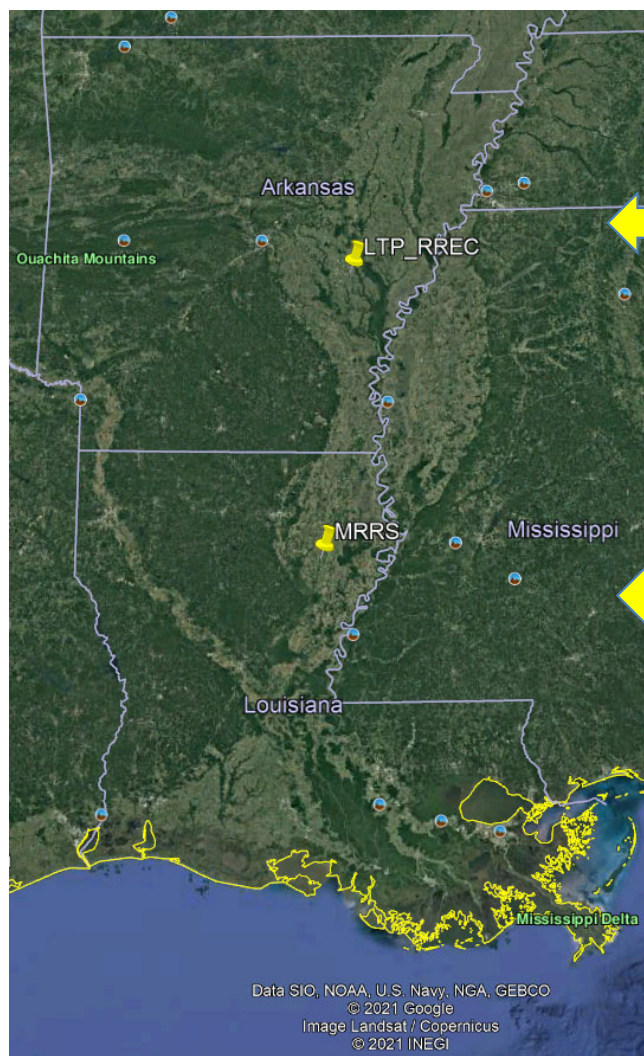 Arkansas
LTP_RREC
Ouachita Mountains
MRRS
Mississippi
Louisiana
Mississippi Delta
Data SIO, NOAA, U.S. Navy, NGA, GEBCO
© 2021 Google
Image Landsat / Copernicus
© 2021 INEGI